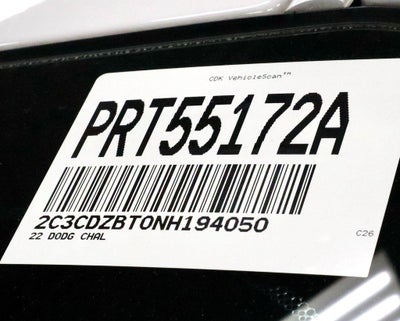 CDK VehicleScan™
PRT55172A
2C3CDZBT0NH194050
22 DODG CHAL
C26